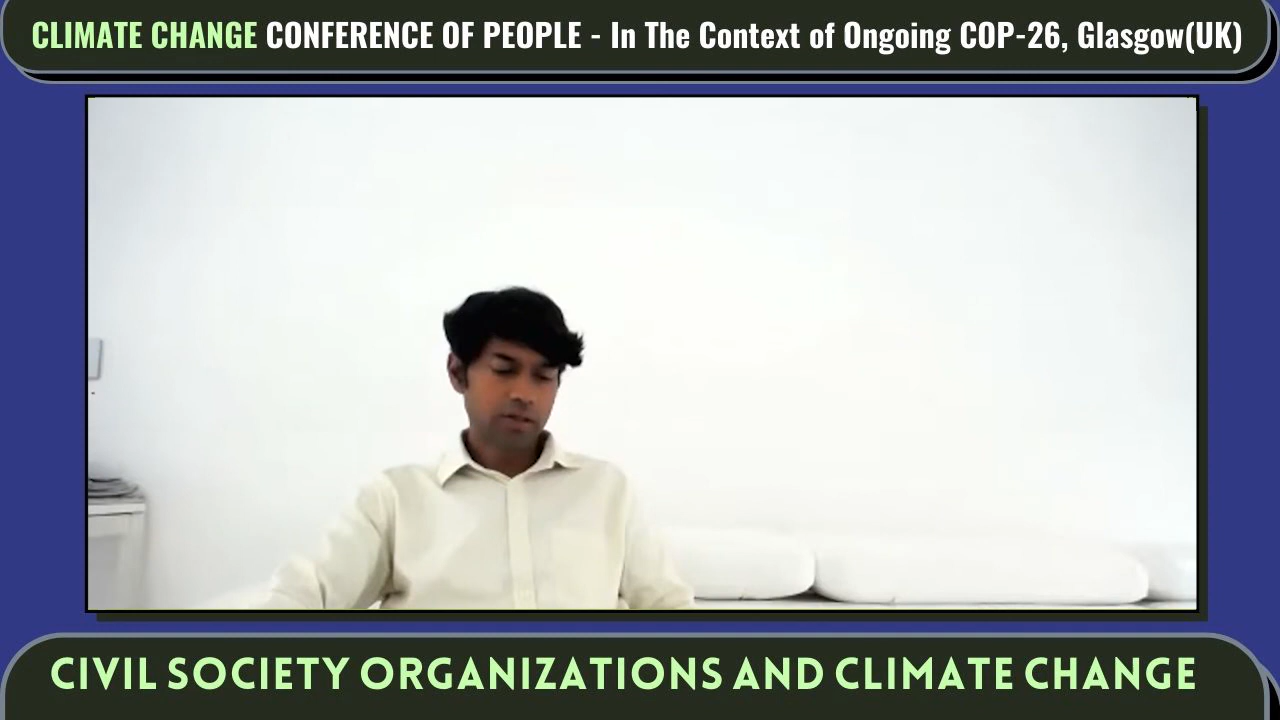 CLIMATE CHANGE CONFERENCE OF PEOPLE - In The Context of Ongoing COP-26, Glasgow(UK)
CIVIL SOCIETY ORGANIZATIONS AND CLIMATE CHANGE